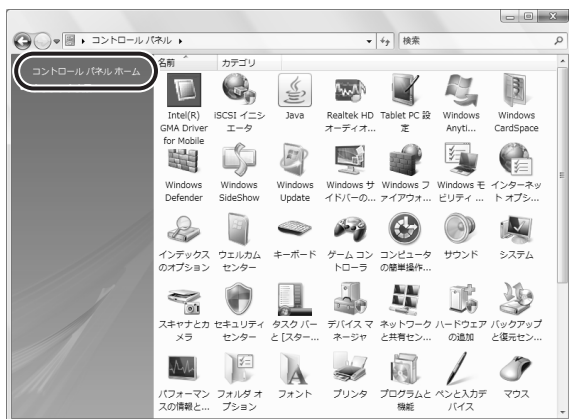 コントロール パネル
検索
コントロール パネル ホーム
名前 カテゴリ
Intel(R) GMA Driver for Mobile
iSCSI イニシエータ
Java
Realtek HD オーディオ...
Tablet PC 設定
Windows Anyti...
Windows CardSpace
Windows Defender
Windows SideShow
Windows Update
Windows サイドバーの...
Windows ファイアウォ...
Windows モビリティ ...
インターネット オプシ...
インデックスのオプション
ウェルカム センター
キーボード
ゲーム コントローラ
コンピュータの簡単操作...
サウンド
システム
スキャナとカメラ
セキュリティ センター
タスク バーと [スター...
デバイス マネージャ
ネットワークと共有セン...
ハードウェアの追加
バックアップと復元セン...
パフォーマンスの情報と...
フォルダ オプション
フォント
プリンタ
プログラムと機能
ペンと入力デバイス
マウス